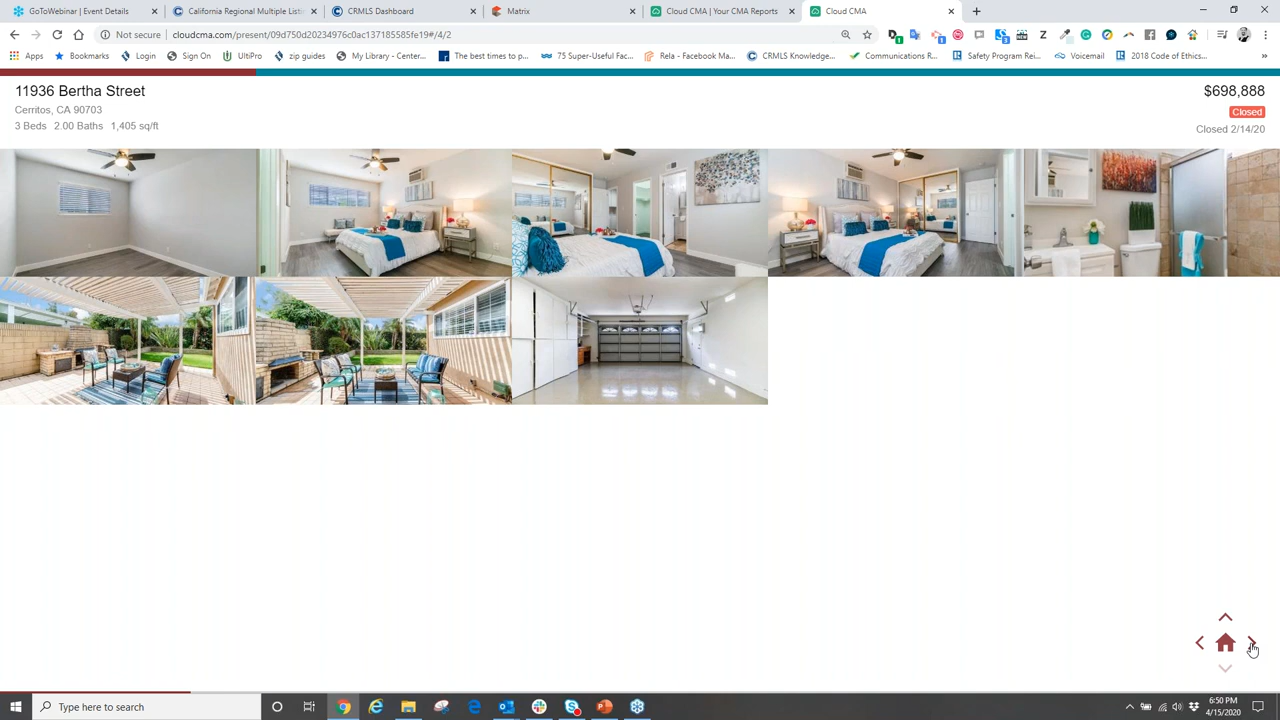 GoToWebinar | Event Details
California Regional Multiple Listi
CRMLS Dashboard
Matrix
Cloud CMA | Your CMA Reports
Cloud CMA
Not secure | cloudcma.com/present/09d750d20234976c0ac137185585fe19#/4/2
Apps
Bookmarks
Login
Sign On
UltiPro
zip guides
My Library - Center...
The best times to p...
75 Super-Useful Fac...
Rela - Facebook Ma...
CRMLS Knowledge...
Communications R...
Safety Program Rei...
Voicemail
2018 Code of Ethics...
11936 Bertha Street
$698,888
Cerritos, CA 90703
Closed
3 Beds 2.00 Baths 1,405 sq/ft
Closed 2/14/20
Type here to search
6:50 PM
4/15/2020